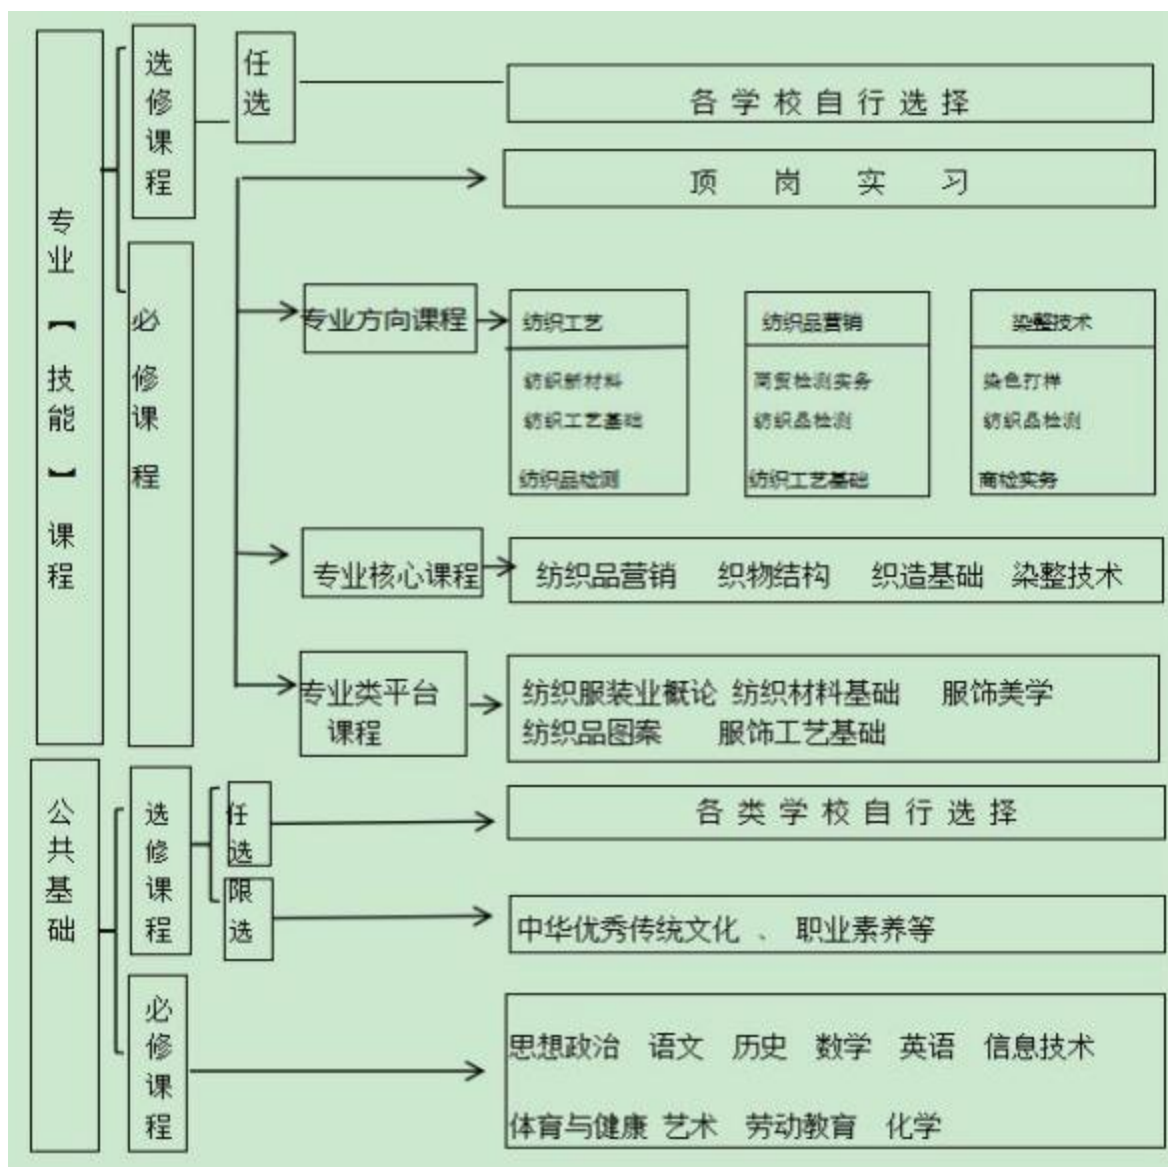 专业【技能】课程
选修课程
任选
各学校自行选择
必修课程
顶岗实习
专业方向课程
纺织工艺
纺织新材料
纺织工艺基础
纺织品检测
纺织品营销
商贸检测实务
纺织品检测
纺织工艺基础
染整技术
染色打样
纺织品检测
商检实务
专业核心课程
纺织品营销 织物结构 织造基础 染整技术
专业类平台
课程
纺织服装业概论 纺织材料基础 服饰美学
纺织品图案 服饰工艺基础
公共基础
选修课程
任选
各类学校自行选择
限选
中华优秀传统文化 、 职业素养等
必修课程
思想政治 语文 历史 数学 英语 信息技术
体育与健康 艺术 劳动教育 化学